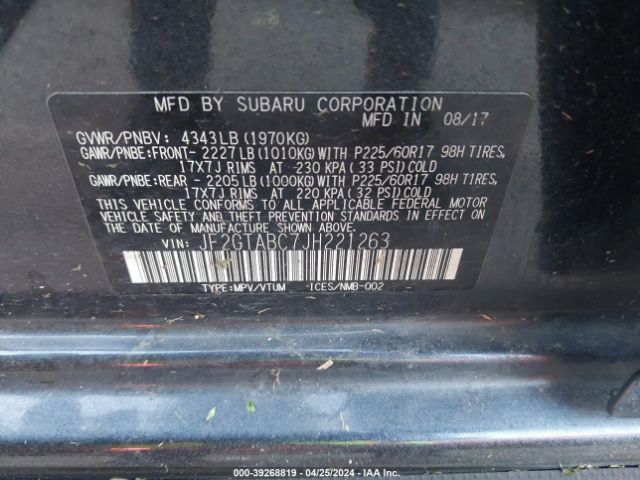 MFD BY SUBARU CORPORATION
MFD IN 08/17
GVWR/PNBV: 4343LB(1970KG)
GAWR/PNBE:FRONT- 2227LB(1010KG)WITH P225/60R17 98H TIRES,
17X7J RIMS AT 230 KPA(33 PSI)COLD
GAWR/PNBE:REAR - 2205LB(1000KG)WITH P225/60R17 98H TIRES,
17X7J RIMS AT 220 KPA(32 PSI)COLD
THIS VEHICLE CONFORMS TO ALL APPLICABLE FEDERAL MOTOR
VEHICLE SAFETY AND THEFT PREVENTION STANDARDS IN EFFECT
ON THE DATE OF MANUFACTURE SHOWN ABOVE.
VIN: JF2GTABC7JH221263
TYPE:MPV/VTUM ICES/NMB-002
000-39268819 - 04/25/2024 - IAA Inc.